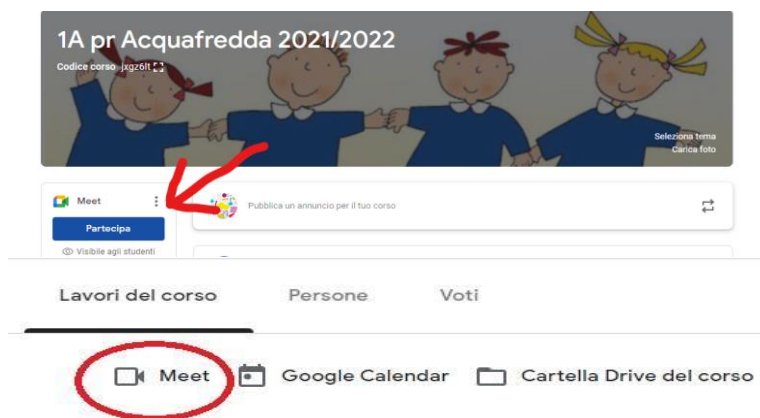 1A pr Acquafredda 2021/2022
Codice corso jxgz6lt
Seleziona tema
Carica foto
Meet
Pubblica un annuncio per il tuo corso
Partecipa
Visibile agli studenti
Lavori del corso Persone Voti
Meet Google Calendar Cartella Drive del corso